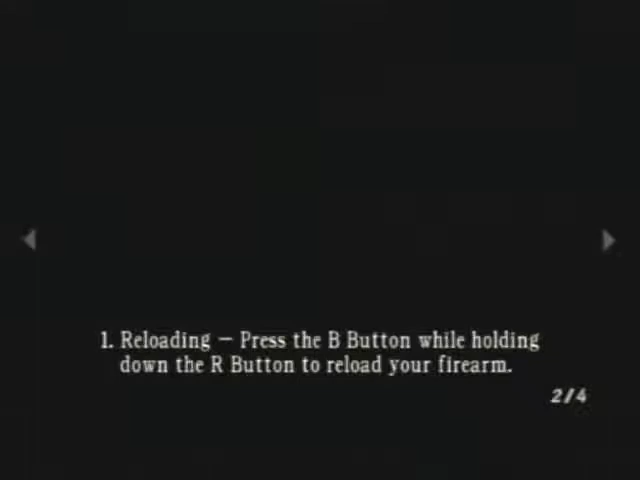 1. Reloading — Press the B Button while holding
down the R Button to reload your firearm.
2/4